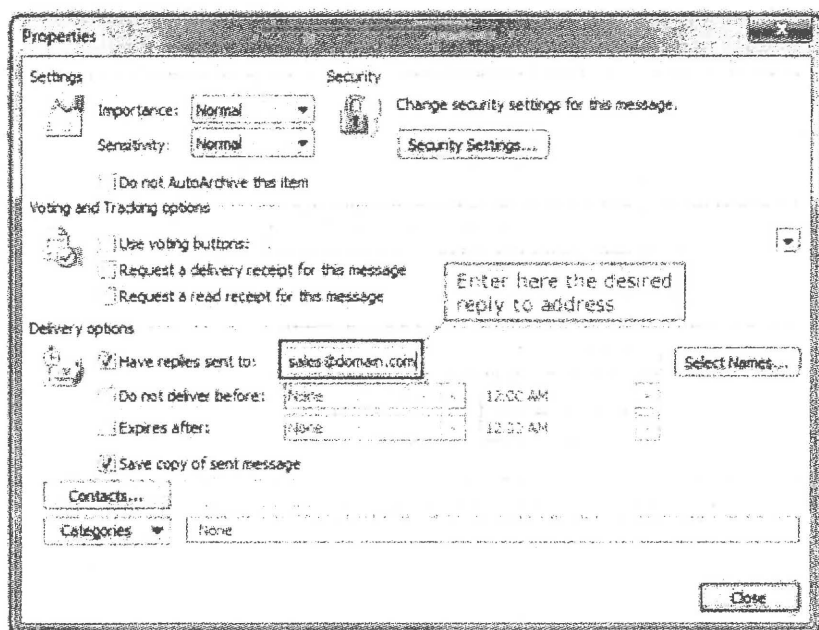 Properties
Settings
Security
Importance: Normal
Change security settings for this message.
Sensitivity: Normal
Security Settings...
Do not AutoArchive this item
Voting and Tracking options
Use voting buttons:
Request a delivery receipt for this message
Request a read receipt for this message
Enter here the desired
reply to address
Delivery options
Have replies sent to: sales@domain.com
Select Names...
Do not deliver before: None 12:00 AM
Expires after: None 12:00 AM
Save copy of sent message
Contacts...
Categories None
Close